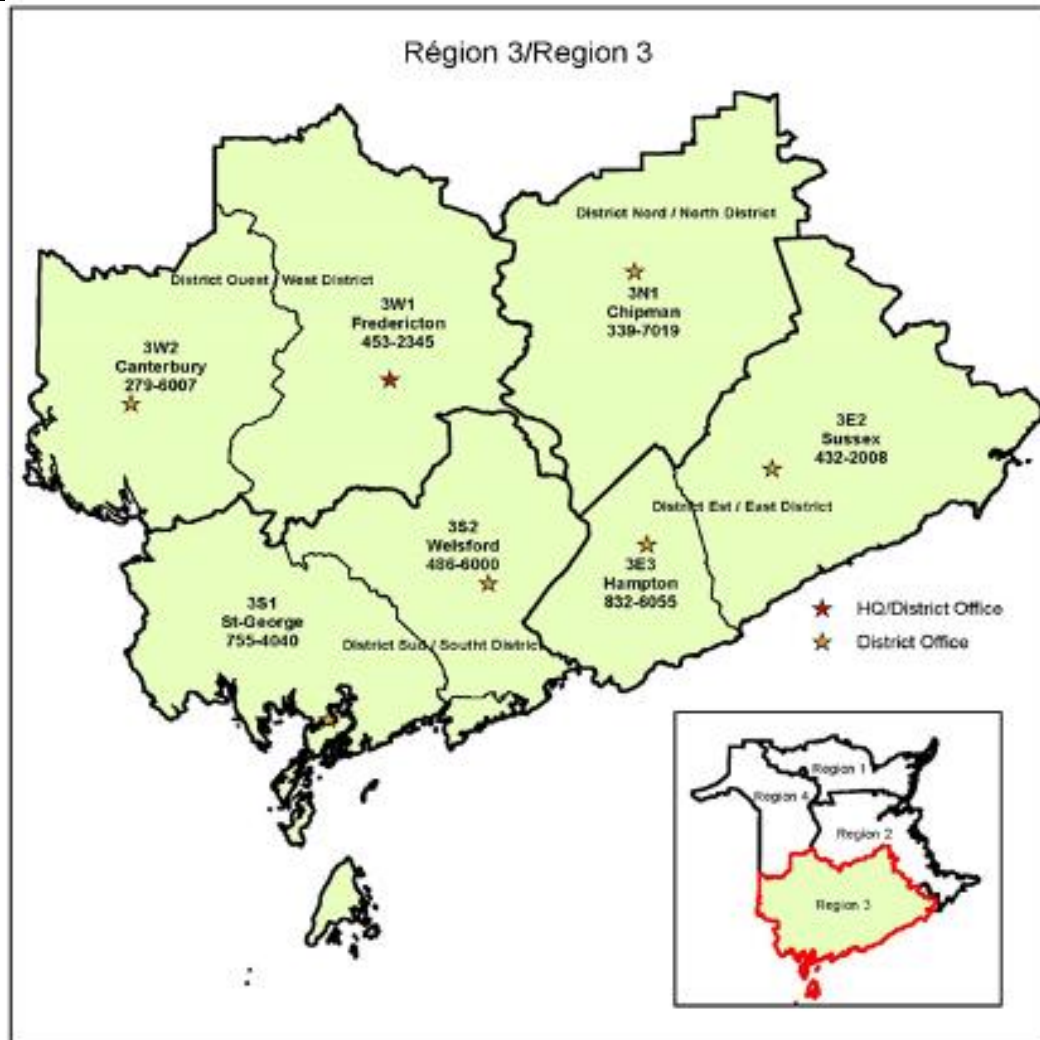 Région 3/Region 3
District Nord / North District
District Ouest / West District
3N1
Chipman
339-7019
3W1
Fredericton
453-2345
3W2
Canterbury
279-6007
3E2
Sussex
432-2008
District Est / East District
3S2
Welsford
486-6000
3E3
Hampton
832-6055
3S1
St-George
755-4040
District Sud / Southt District
HQ/District Office
District Office
Region 1
Region 4
Region 2
Region 3